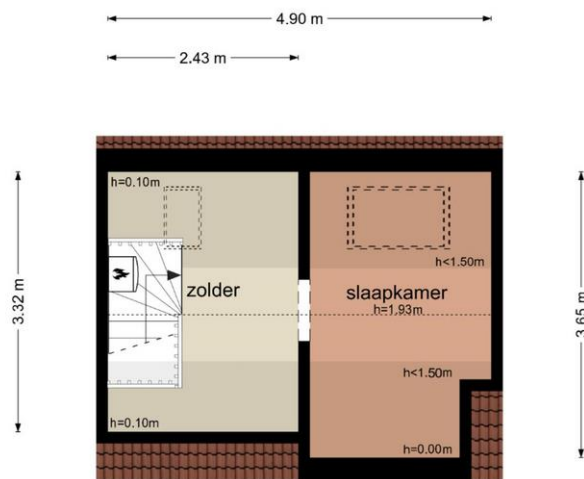 4.90 m
2.43 m
h=0.10m
h<1.50m
zolder
slaapkamer
h=1.93m
3.32 m
3.65 m
h<1.50m
h=0.10m
h=0.00m